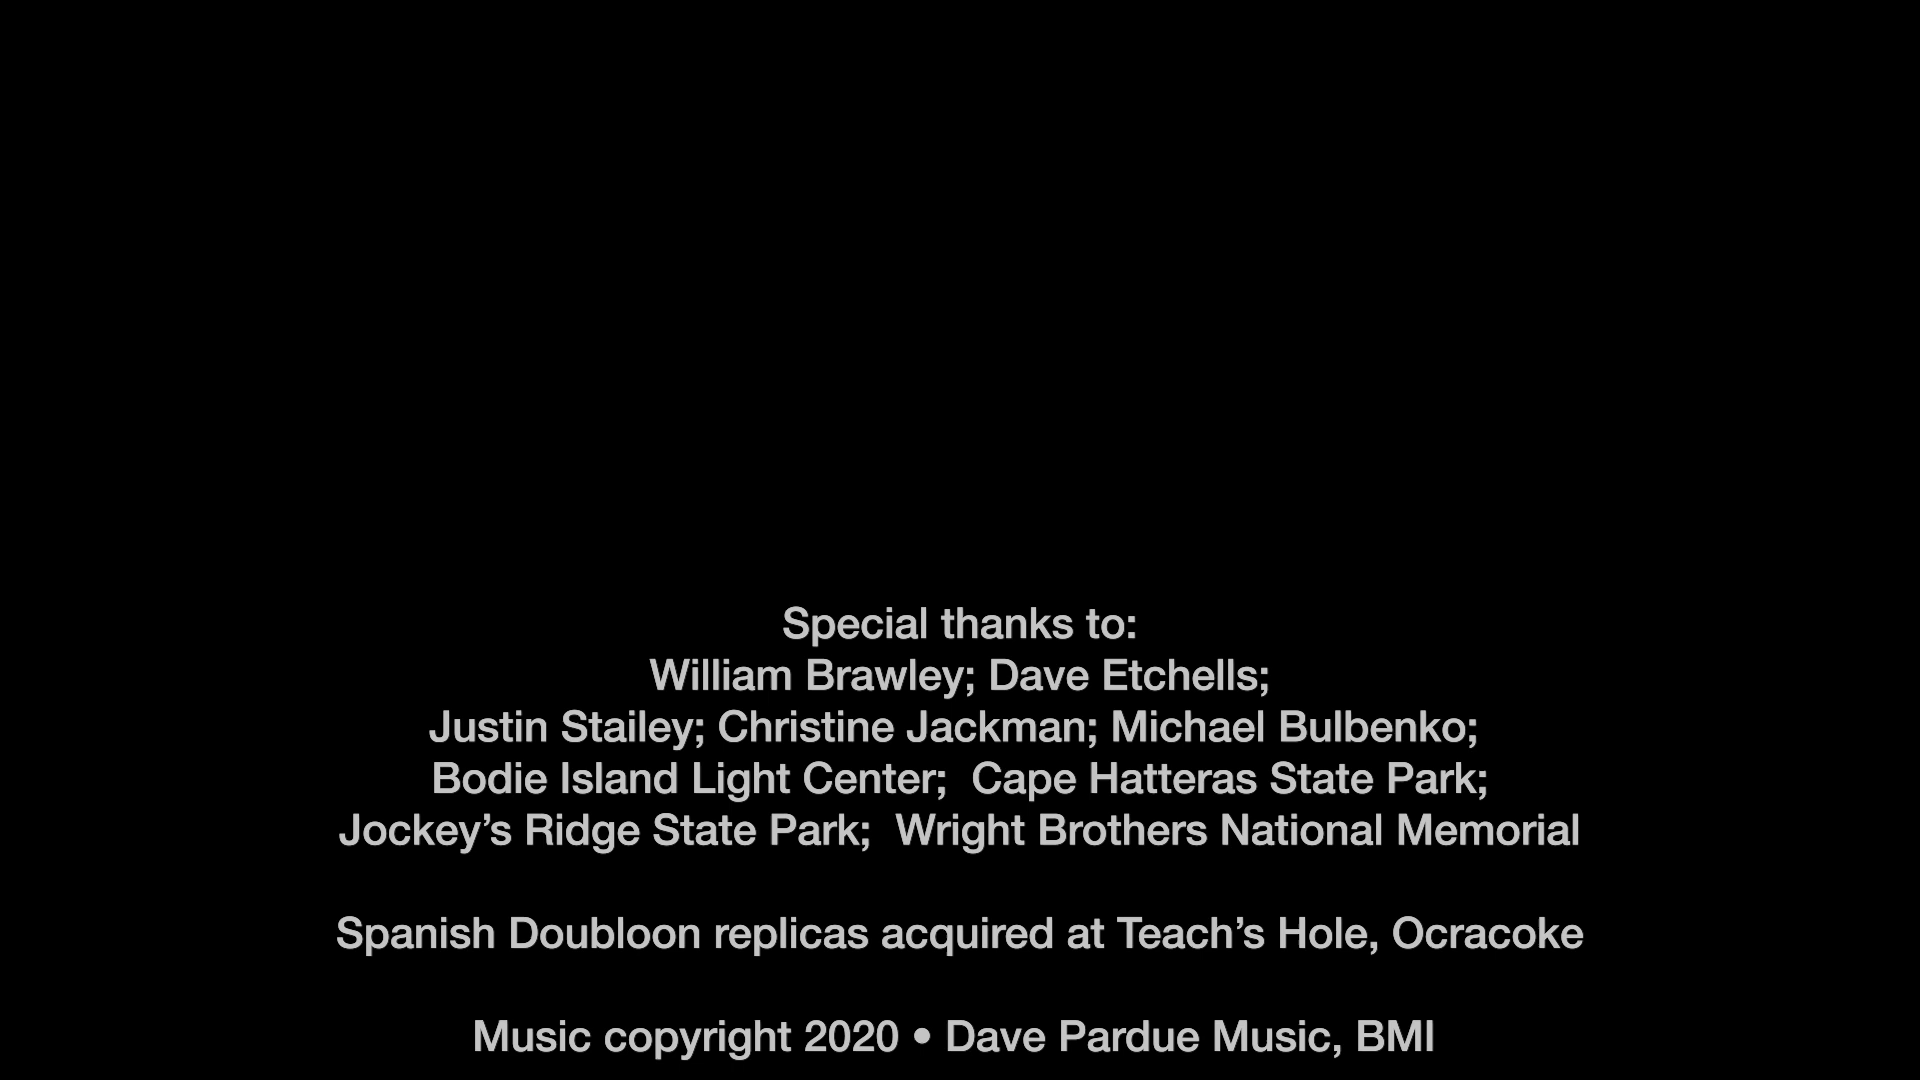 Special thanks to:
William Brawley; Dave Etchells;
Justin Stailey; Christine Jackman; Michael Bulbenko;
Bodie Island Light Center;  Cape Hatteras State Park;
Jockey’s Ridge State Park;  Wright Brothers National Memorial
Spanish Doubloon replicas acquired at Teach’s Hole, Ocracoke
Music copyright 2020 • Dave Pardue Music, BMI